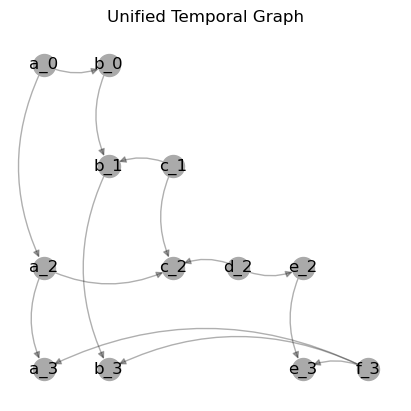 Unified Temporal Graph
a_0 b_0
b_1 c_1
a_2 c_2 d_2 e_2
a_3 b_3 e_3 f_3